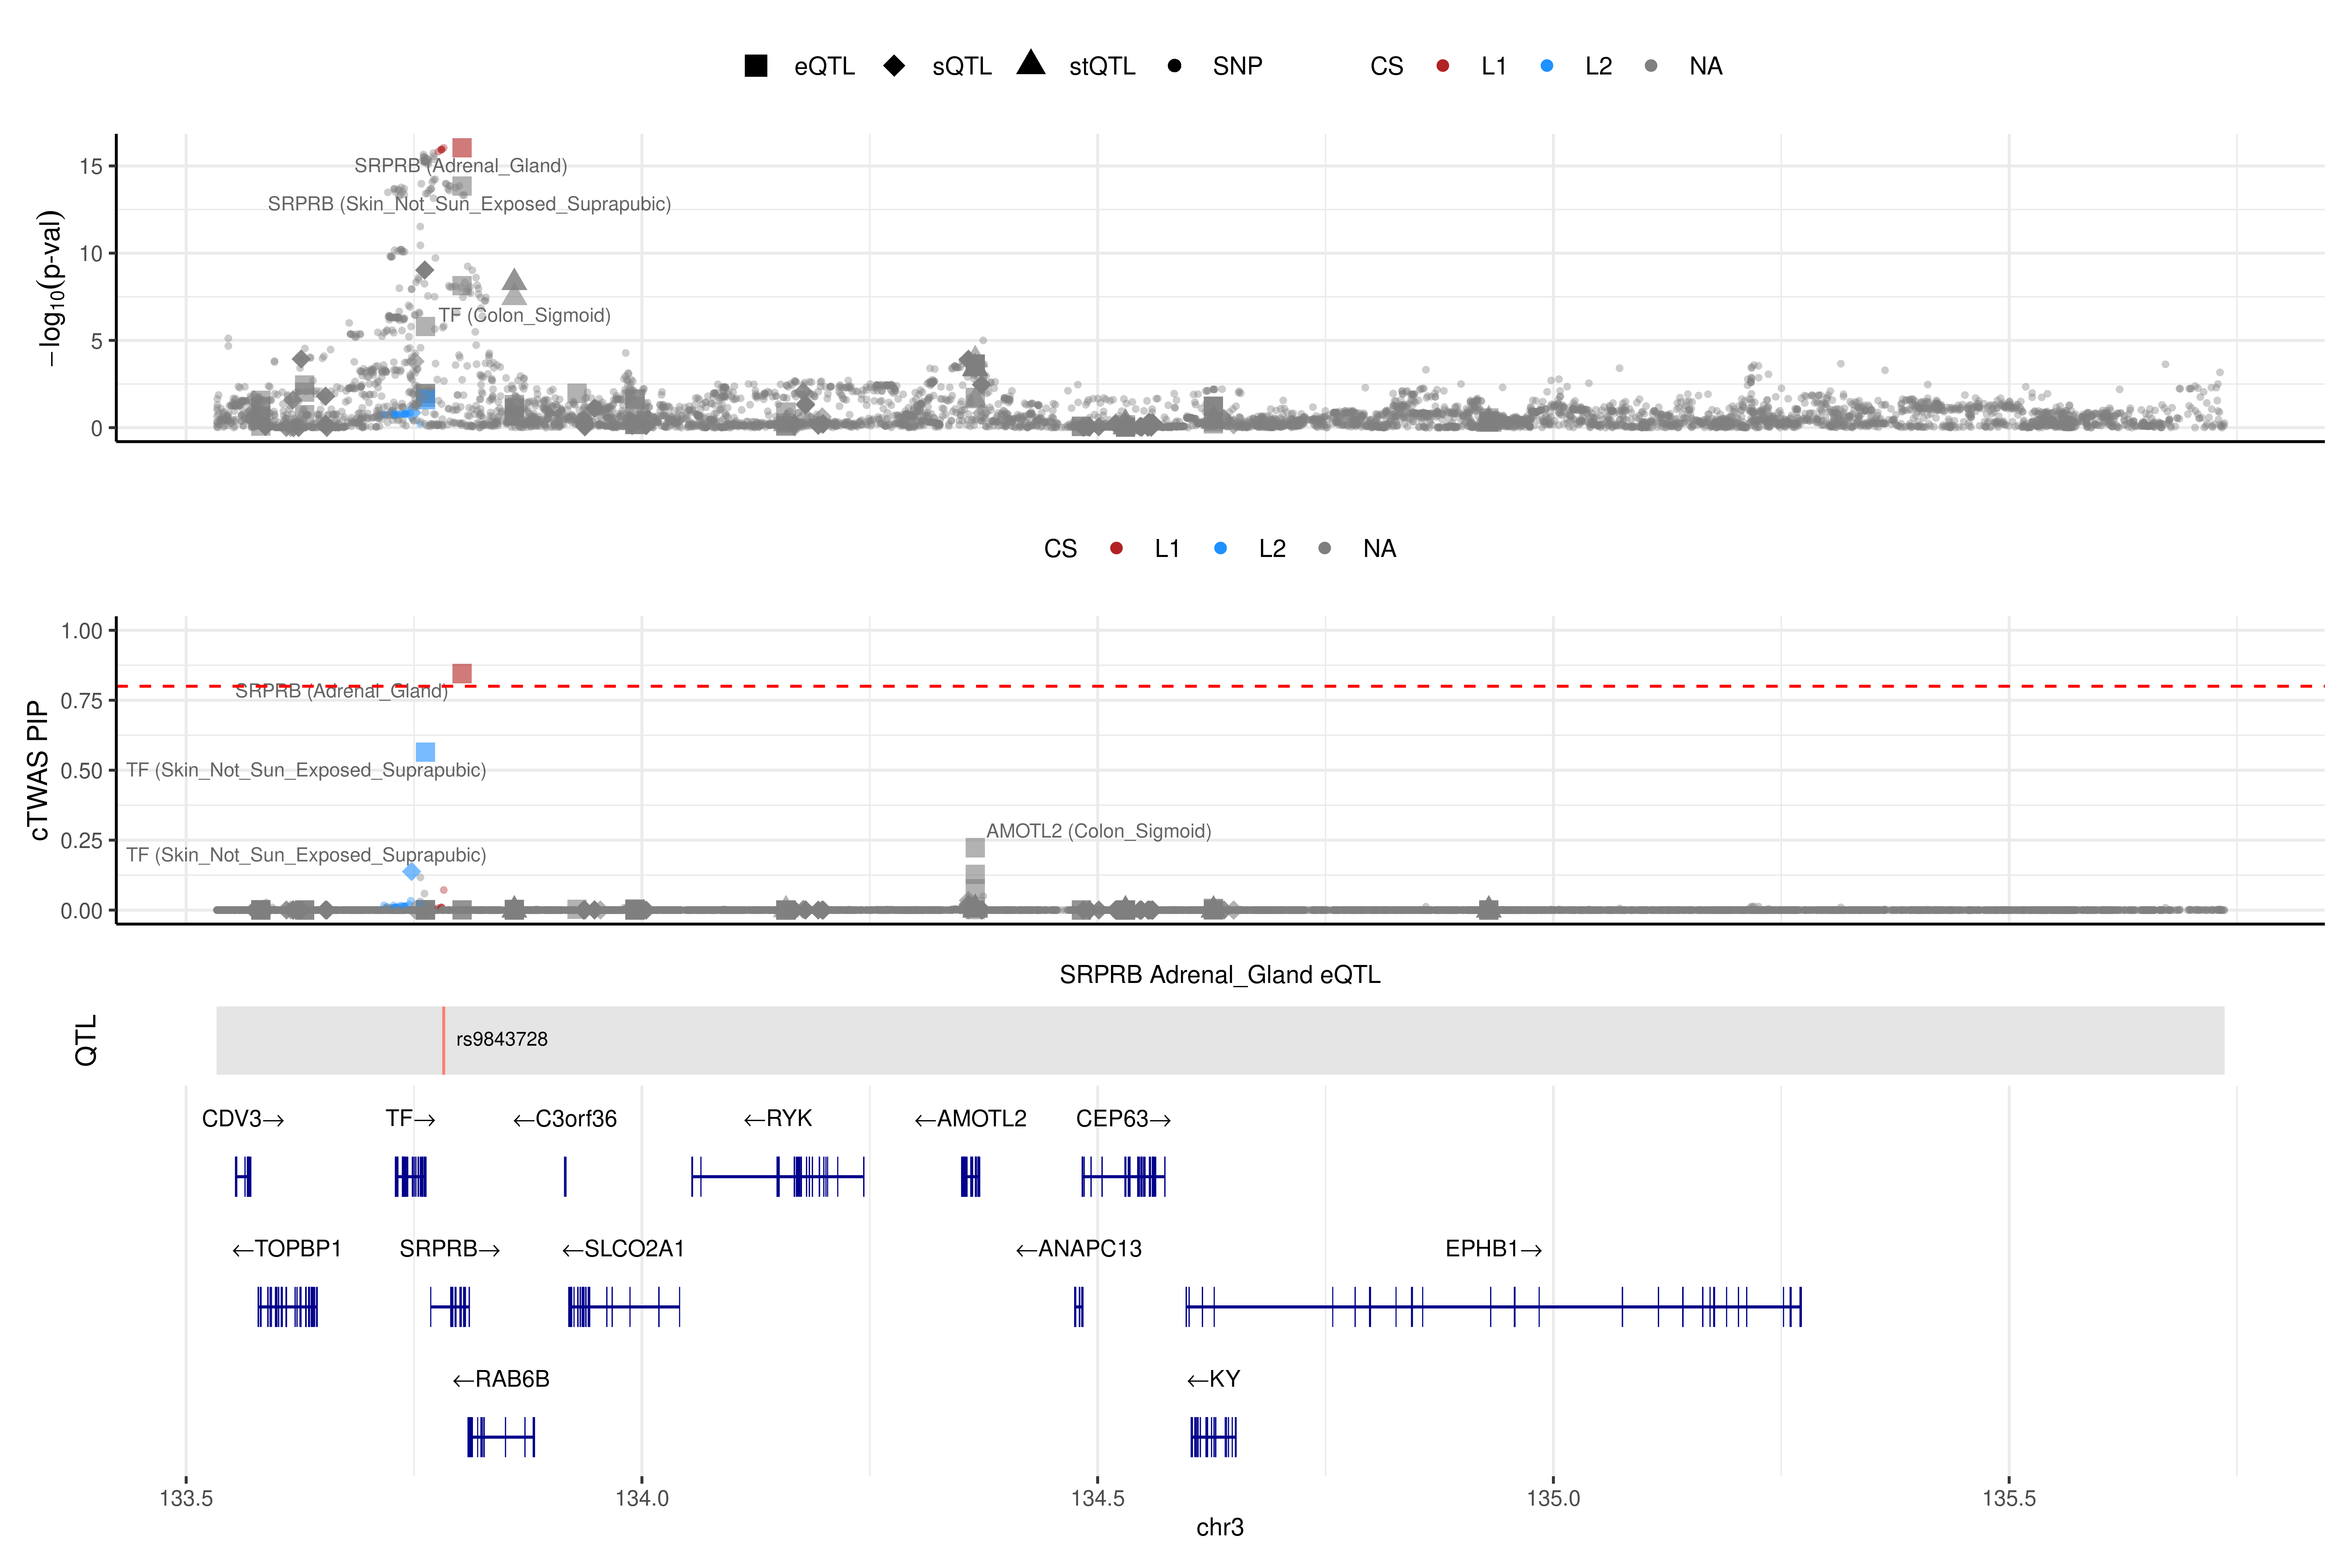 eQTL sQTL stQTL SNP CS L1 L2 NA
−log10(p-val)
15
10
5
0
SRPRB (Adrenal_Gland)
SRPRB (Skin_Not_Sun_Exposed_Suprapubic)
TF (Colon_Sigmoid)
CS L1 L2 NA
cTWAS PIP
1.00
0.75
0.50
0.25
0.00
SRPRB (Adrenal_Gland)
TF (Skin_Not_Sun_Exposed_Suprapubic)
AMOTL2 (Colon_Sigmoid)
TF (Skin_Not_Sun_Exposed_Suprapubic)
SRPRB Adrenal_Gland eQTL
QTL
rs9843728
CDV3→ TF→ ←C3orf36 ←RYK ←AMOTL2 CEP63→
←TOPBP1 SRPRB→ ←SLCO2A1 ←ANAPC13 EPHB1→
←RAB6B ←KY
133.5 134.0 134.5 135.0 135.5
chr3